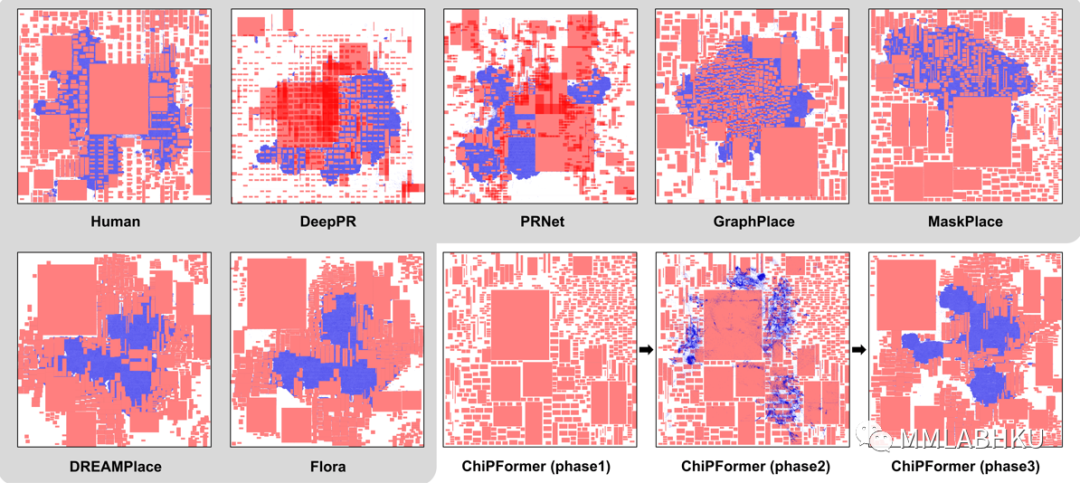 Human
DeepPR
PRNet
GraphPlace
MaskPlace
DREAMPlace
Flora
ChiPFormer (phase1)
ChiPFormer (phase2)
ChiPFormer (phase3)
MMLABHKU